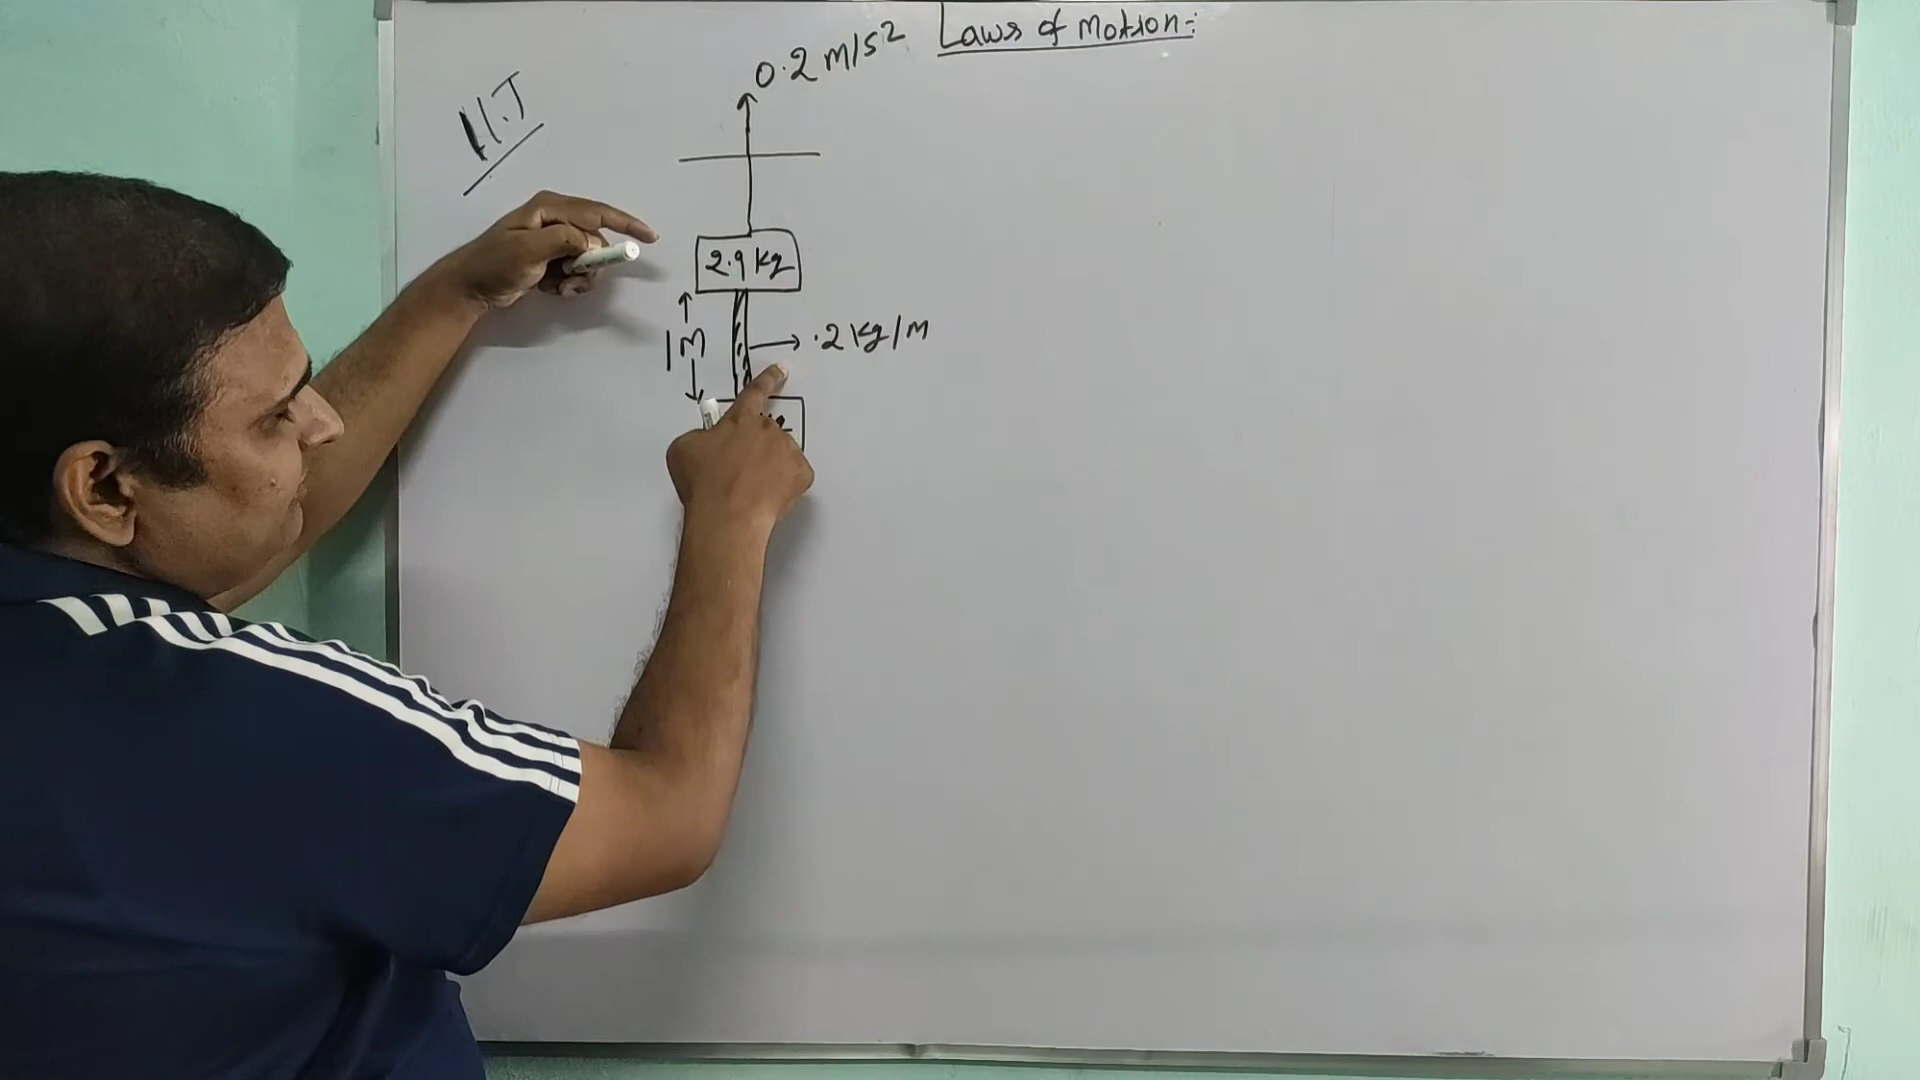 Laws of Motion:-
0.2 m/s²
2.9 kg
1 m
.2 kg/m